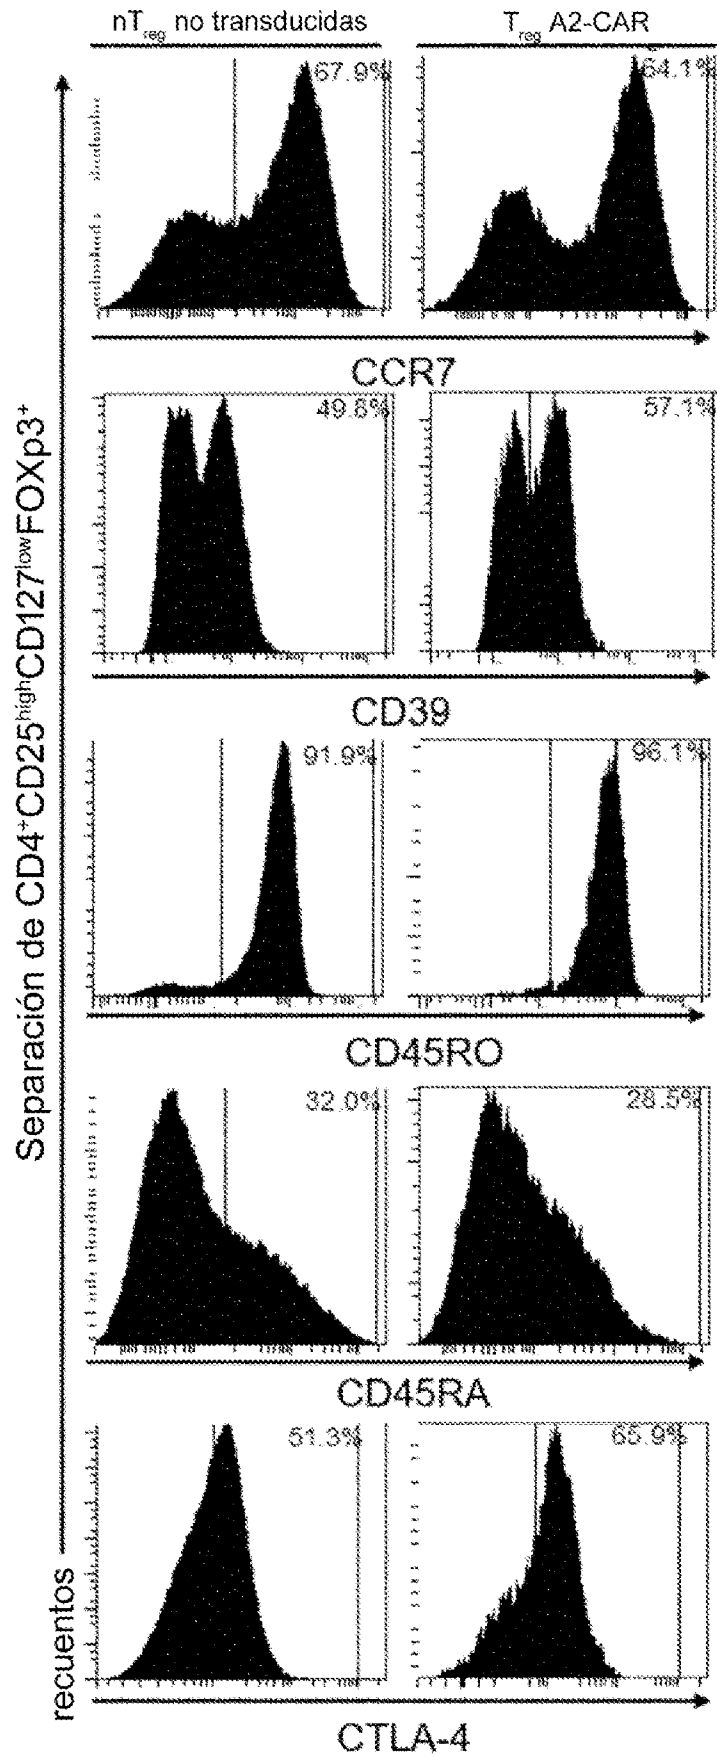 nTreg no transducidas
Treg A2-CAR
67.9%
64.1%
CCR7
49.8%
57.1%
CD39
91.9%
96.1%
CD45RO
32.0%
28.5%
CD45RA
51.3%
65.9%
CTLA-4
Separación de CD4⁺CD25ʰⁱᵍʰCD127ˡᵒʷFOXp3⁺
recuentos